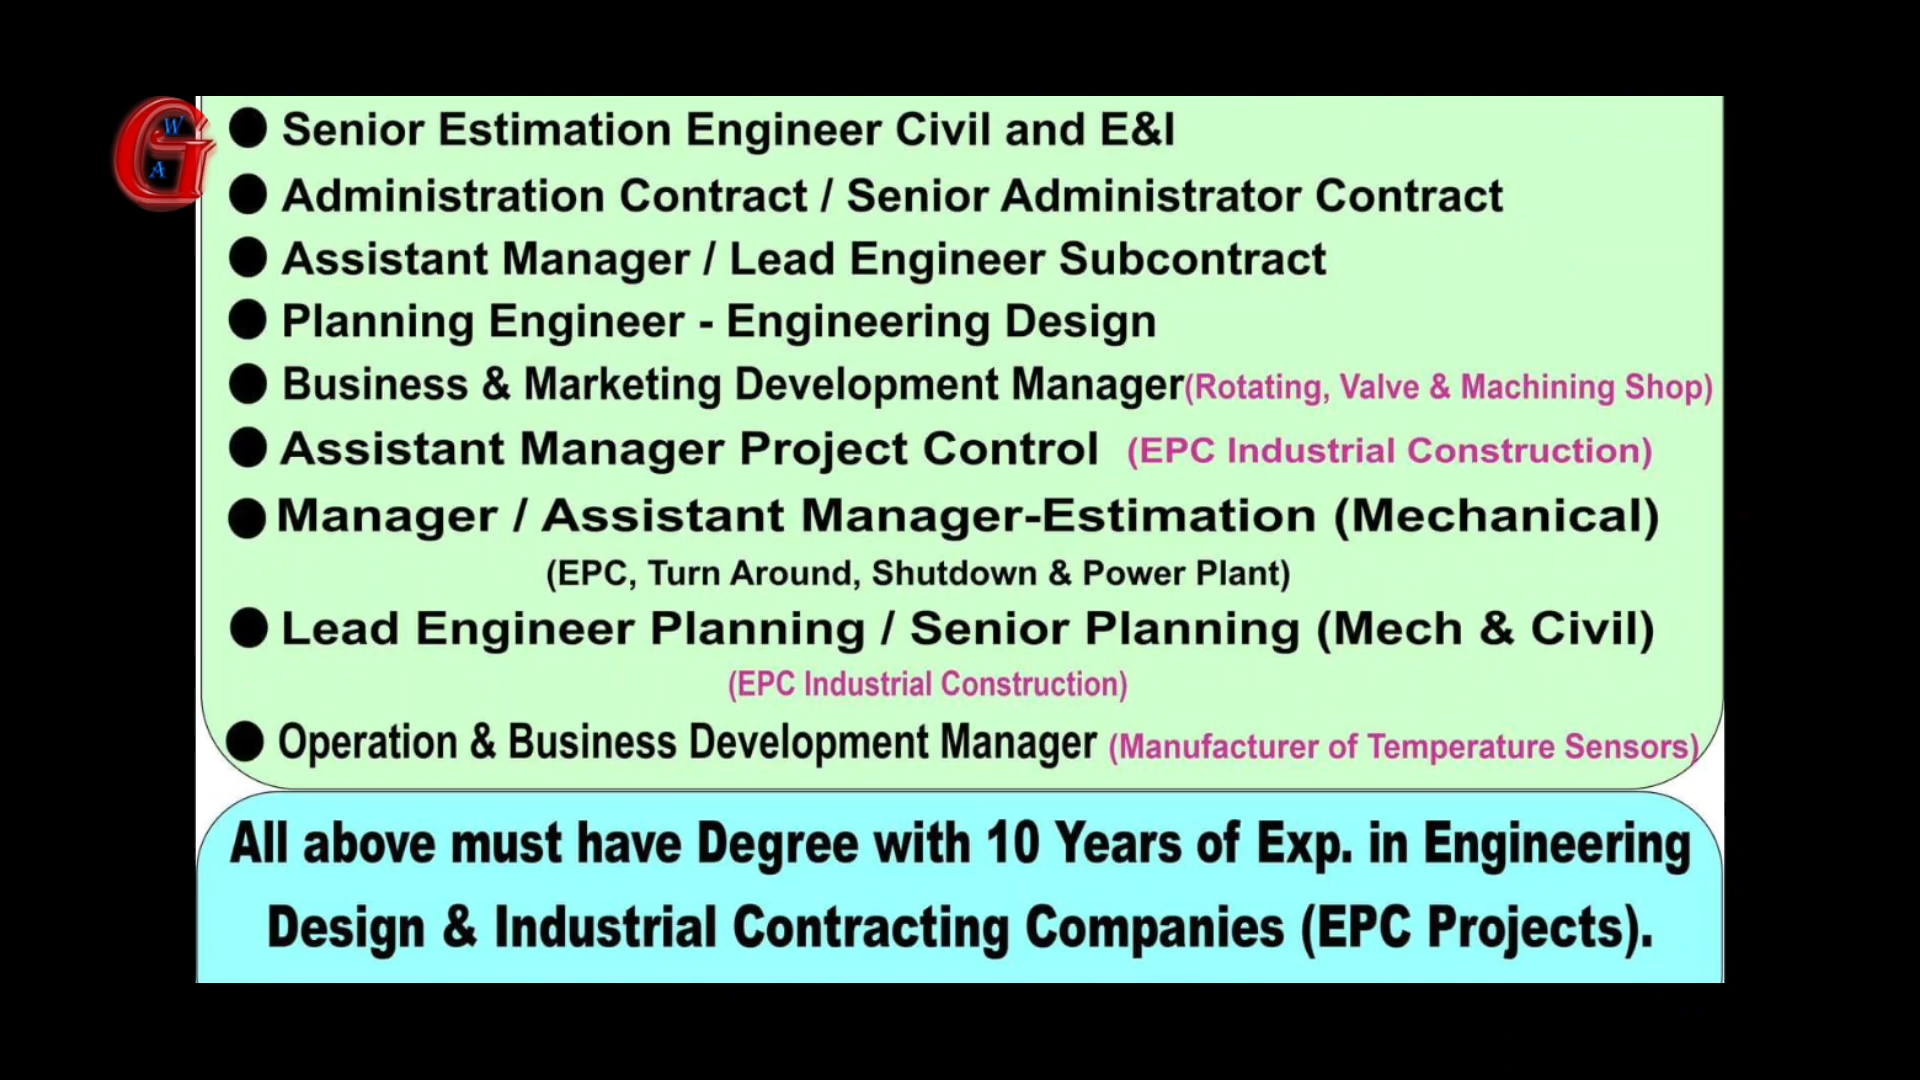 G W A
● Senior Estimation Engineer Civil and E&I
● Administration Contract / Senior Administrator Contract
● Assistant Manager / Lead Engineer Subcontract
● Planning Engineer - Engineering Design
● Business & Marketing Development Manager(Rotating, Valve & Machining Shop)
● Assistant Manager Project Control (EPC Industrial Construction)
● Manager / Assistant Manager-Estimation (Mechanical)
(EPC, Turn Around, Shutdown & Power Plant)
● Lead Engineer Planning / Senior Planning (Mech & Civil)
(EPC Industrial Construction)
● Operation & Business Development Manager (Manufacturer of Temperature Sensors)
All above must have Degree with 10 Years of Exp. in Engineering
Design & Industrial Contracting Companies (EPC Projects).